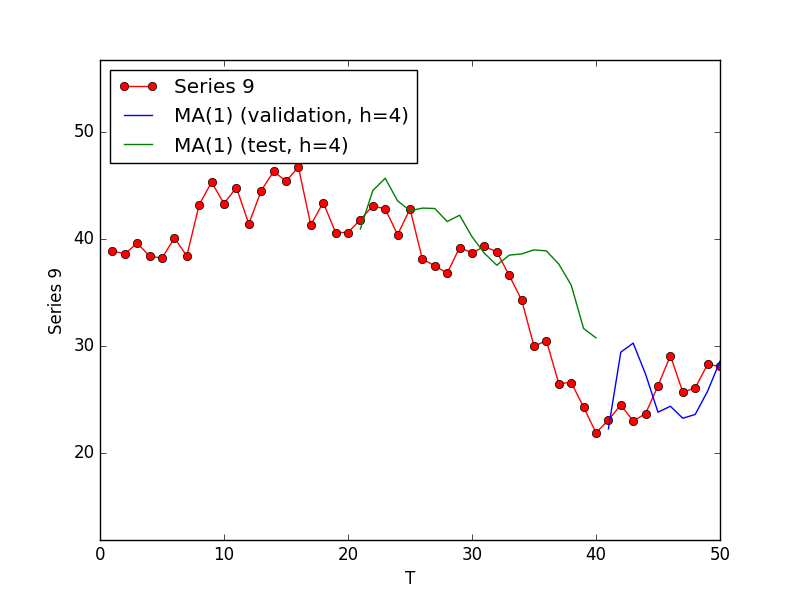 Series 9
MA(1) (validation, h=4)
MA(1) (test, h=4)
50
40
30
20
Series 9
0 10 20 30 40 50
T